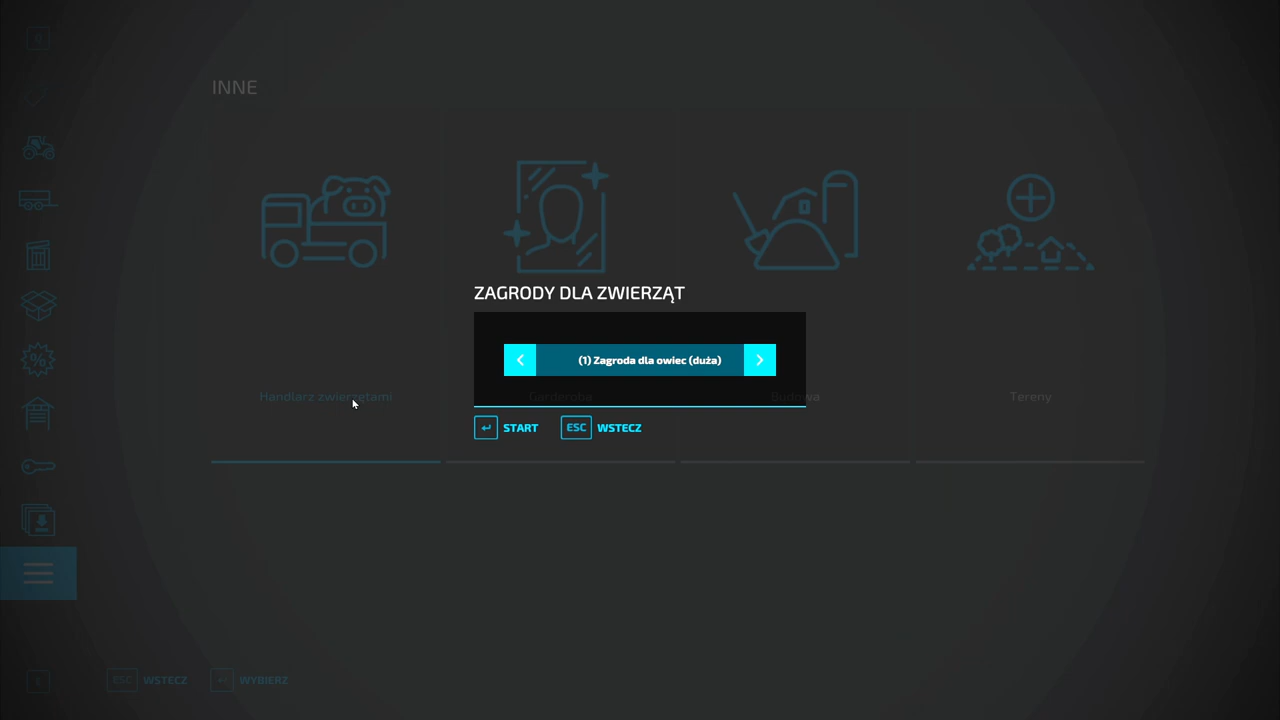 INNE
ZAGRODY DLA ZWIERZĄT
(1) Zagroda dla owiec (duża)
Handlarz zwierzętami
Garderoba
Budowa
Tereny
START
ESC WSTECZ
ESC WSTECZ
WYBIERZ